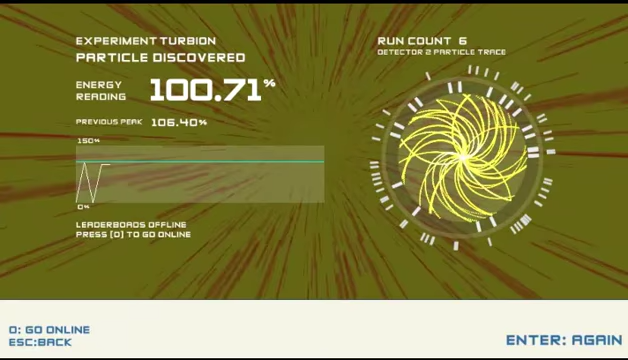 EXPERIMENT TURBION
PARTICLE DISCOVERED
ENERGY READING 100.71%
PREVIOUS PEAK 106.40%
150%
0%
LEADERBOARDS OFFLINE
PRESS [O] TO GO ONLINE
RUN COUNT 6
DETECTOR 2 PARTICLE TRACE
O: GO ONLINE
ESC:BACK
ENTER: AGAIN